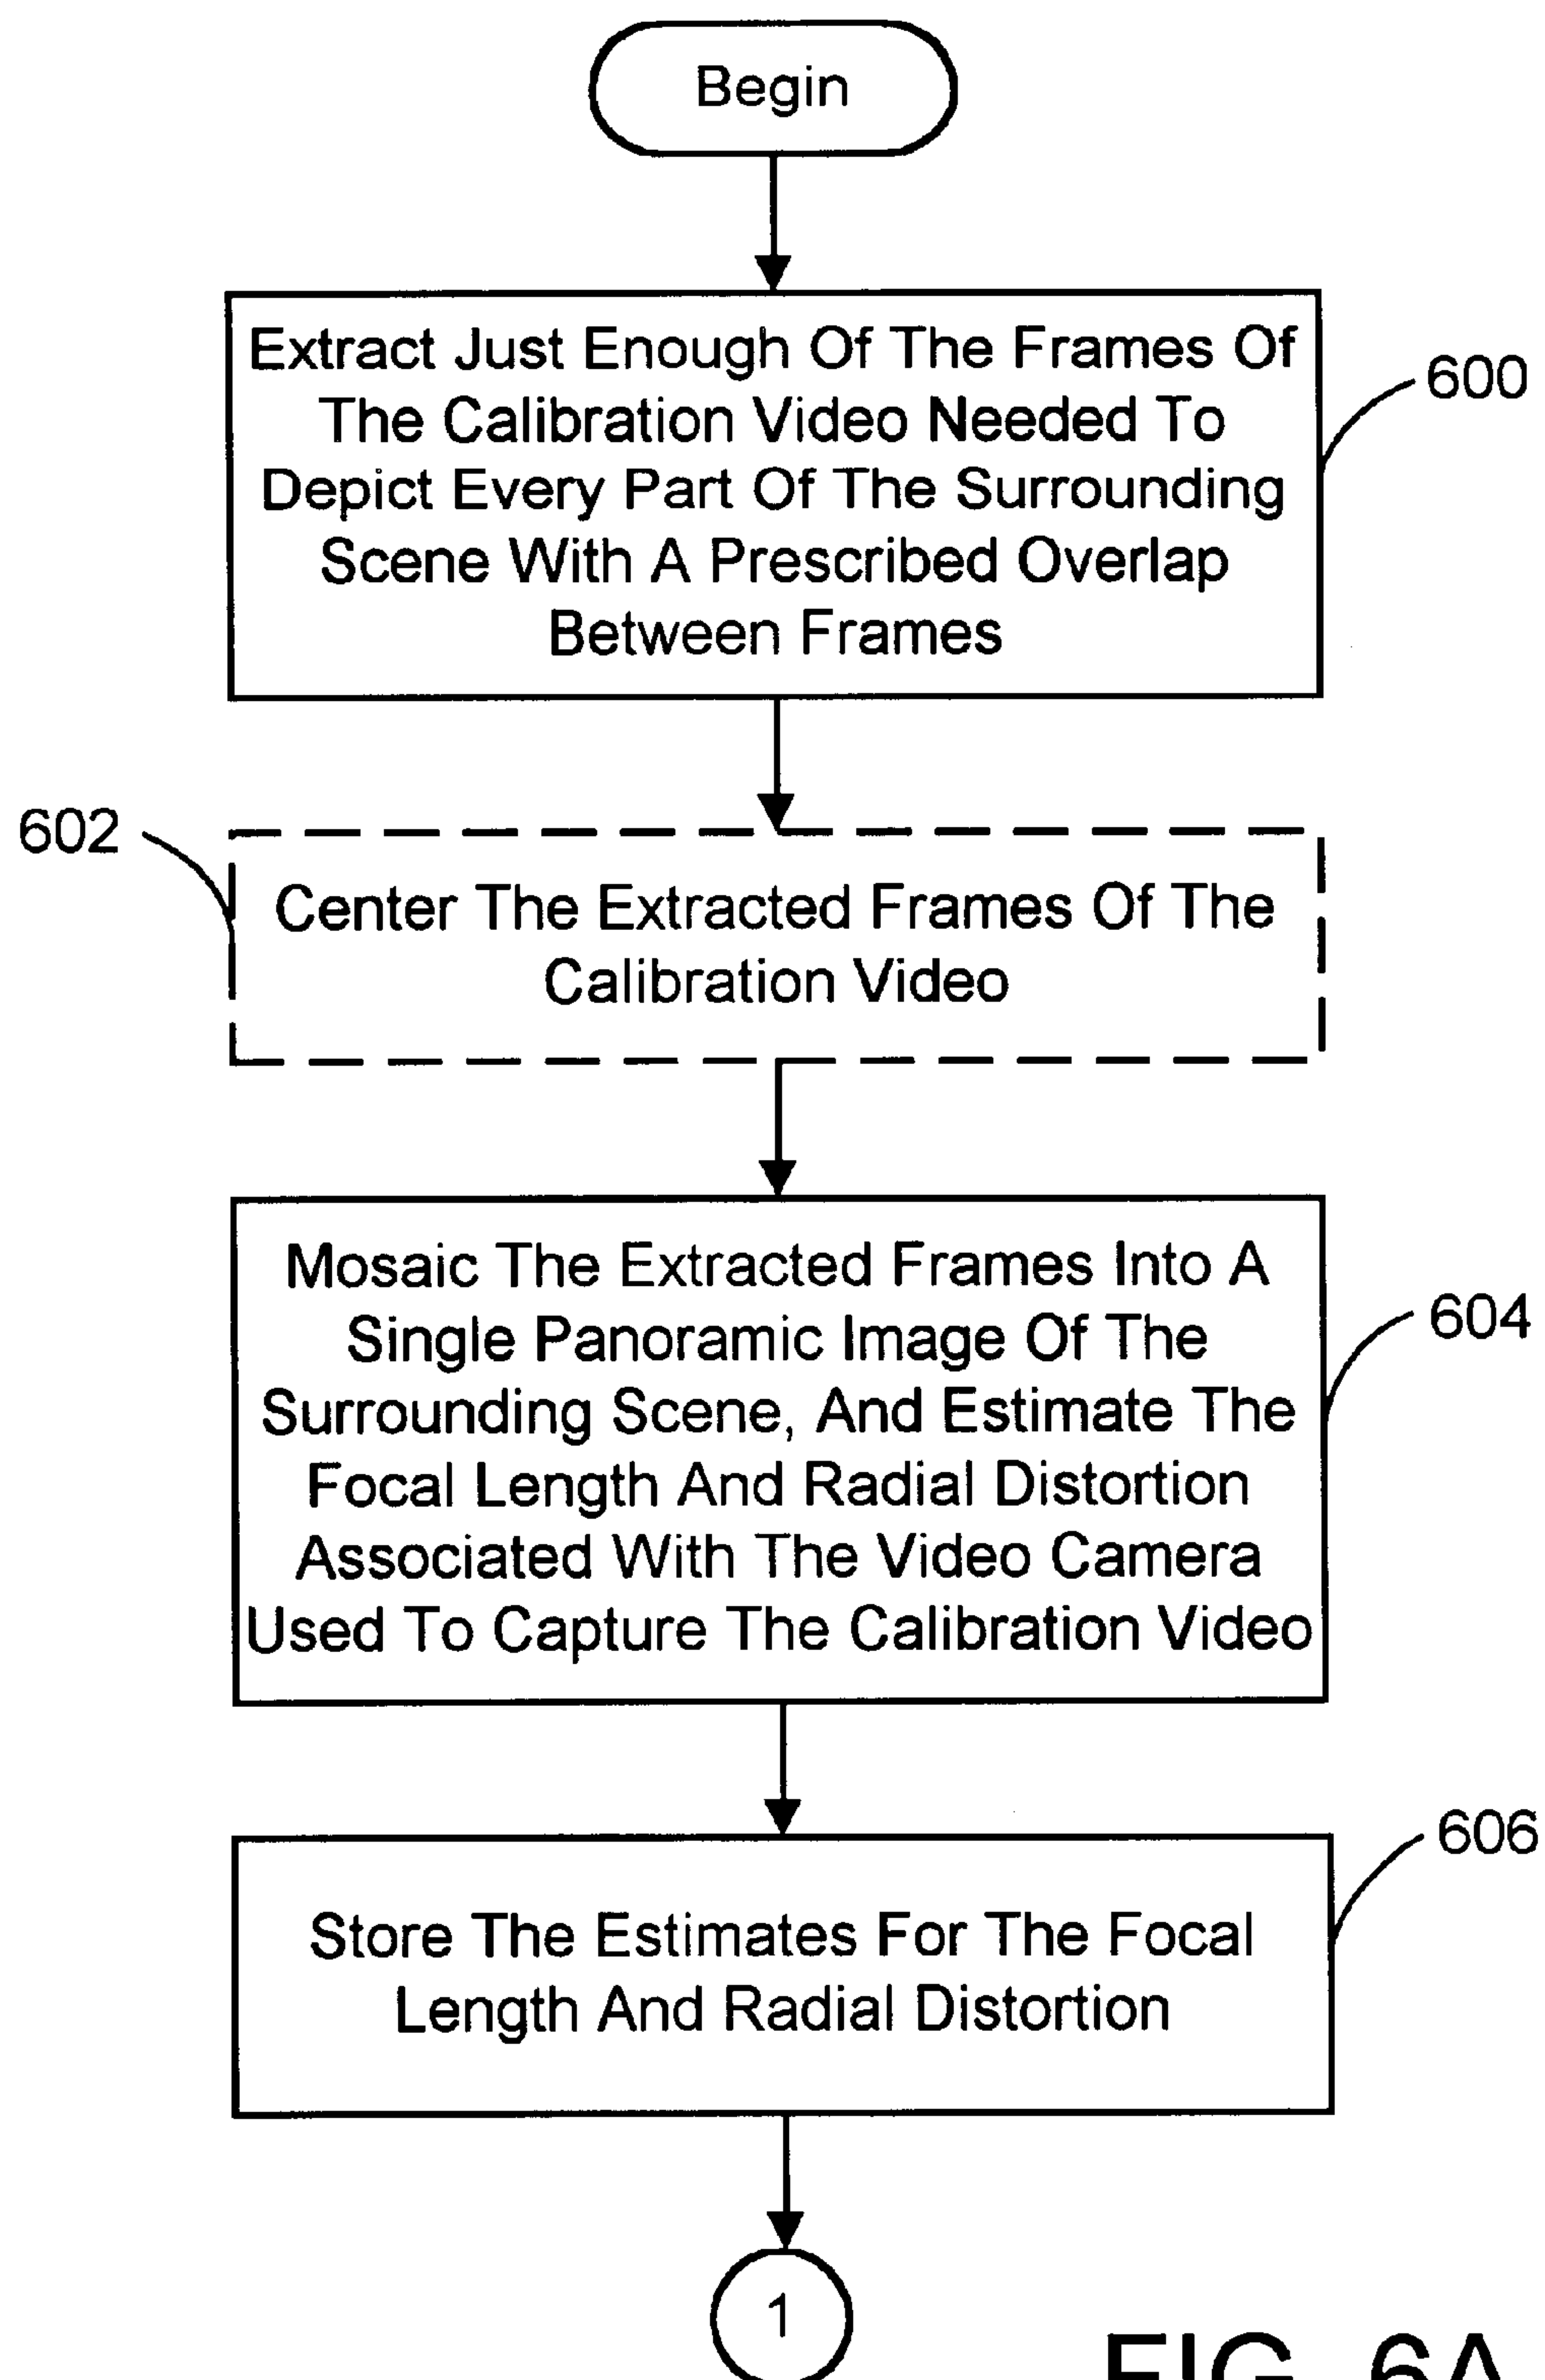 Begin
Extract Just Enough Of The Frames Of
The Calibration Video Needed To
Depict Every Part Of The Surrounding
Scene With A Prescribed Overlap
Between Frames
600
602
Center The Extracted Frames Of The
Calibration Video
Mosaic The Extracted Frames Into A
Single Panoramic Image Of The
Surrounding Scene, And Estimate The
Focal Length And Radial Distortion
Associated With The Video Camera
Used To Capture The Calibration Video
604
606
Store The Estimates For The Focal
Length And Radial Distortion
1
FIG. 6A